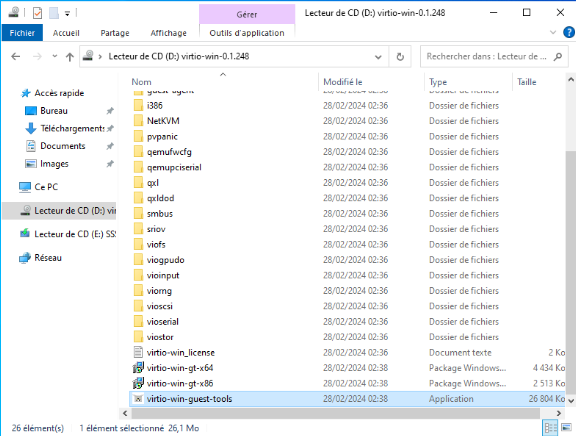 Gérer
Lecteur de CD (D:) virtio-win-0.1.248
Fichier Accueil Partage Affichage Outils d'application
Lecteur de CD (D:) virtio-win-0.1.248
Rechercher dans : Lecteur de ...
Nom Modifié le Type Taille
guest-agent 28/02/2024 02:36 Dossier de fichiers
i386 28/02/2024 02:36 Dossier de fichiers
NetKVM 28/02/2024 02:36 Dossier de fichiers
pvpanic 28/02/2024 02:36 Dossier de fichiers
qemufwcfg 28/02/2024 02:36 Dossier de fichiers
qemupciserial 28/02/2024 02:36 Dossier de fichiers
qxl 28/02/2024 02:36 Dossier de fichiers
qxldod 28/02/2024 02:36 Dossier de fichiers
smbus 28/02/2024 02:36 Dossier de fichiers
sriov 28/02/2024 02:36 Dossier de fichiers
viofs 28/02/2024 02:36 Dossier de fichiers
viogpudo 28/02/2024 02:36 Dossier de fichiers
vioinput 28/02/2024 02:36 Dossier de fichiers
viorng 28/02/2024 02:36 Dossier de fichiers
vioscsi 28/02/2024 02:36 Dossier de fichiers
vioserial 28/02/2024 02:36 Dossier de fichiers
viostor 28/02/2024 02:36 Dossier de fichiers
virtio-win_license 28/02/2024 02:36 Document texte 2 Ko
virtio-win-gt-x64 28/02/2024 02:38 Package Windows... 4 434 Ko
virtio-win-gt-x86 28/02/2024 02:38 Package Windows... 2 513 Ko
virtio-win-guest-tools 28/02/2024 02:38 Application 26 804 Ko
Accès rapide
Bureau
Téléchargements
Documents
Images
Ce PC
Lecteur de CD (D:) vir
Lecteur de CD (E:) SSS
Réseau
26 élément(s) 1 élément sélectionné 26,1 Mo